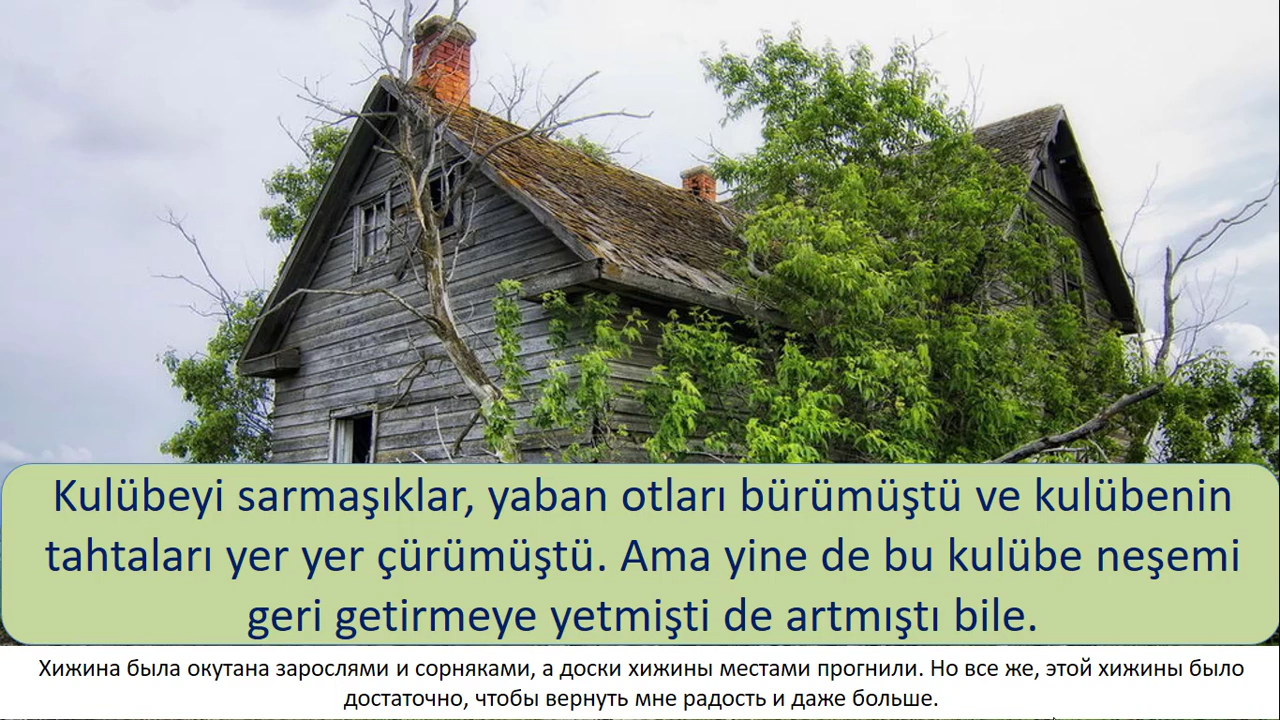 Kulübeyi sarmaşıklar, yaban otları bürümüştü ve kulübenin
tahtaları yer yer çürümüştü. Ama yine de bu kulübe neşemi
geri getirmeye yetmişti de artmıştı bile.
Хижина была окутана зарослями и сорняками, а доски хижины местами прогнили. Но все же, этой хижины было
достаточно, чтобы вернуть мне радость и даже больше.